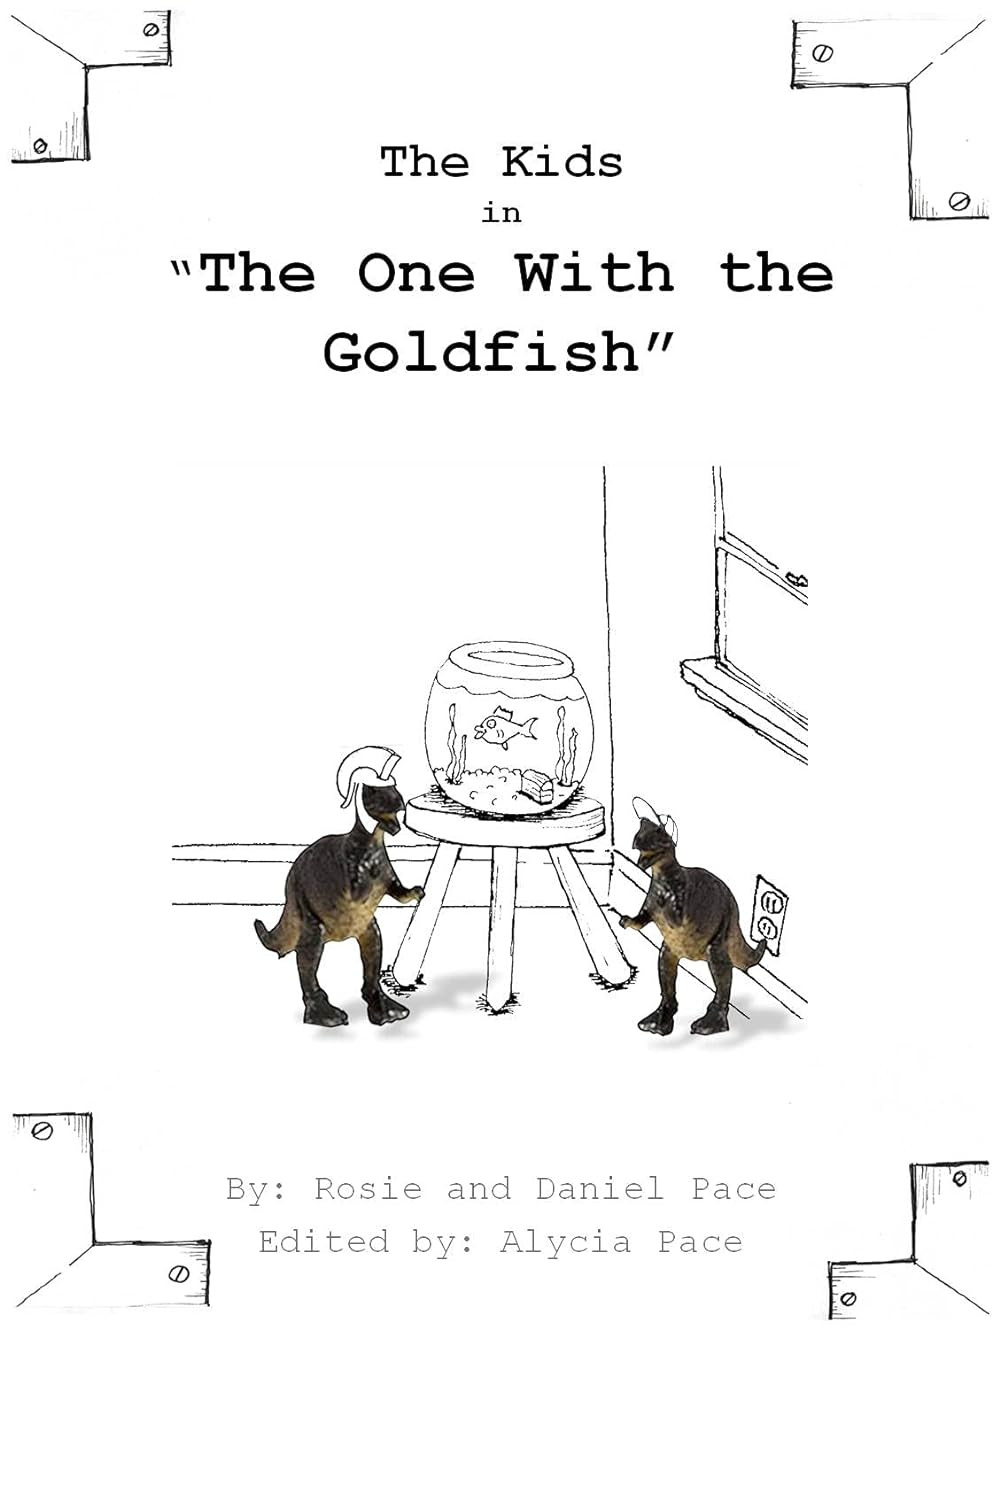 The Kids
in
“The One With the
Goldfish”
By: Rosie and Daniel Pace
Edited by: Alycia Pace